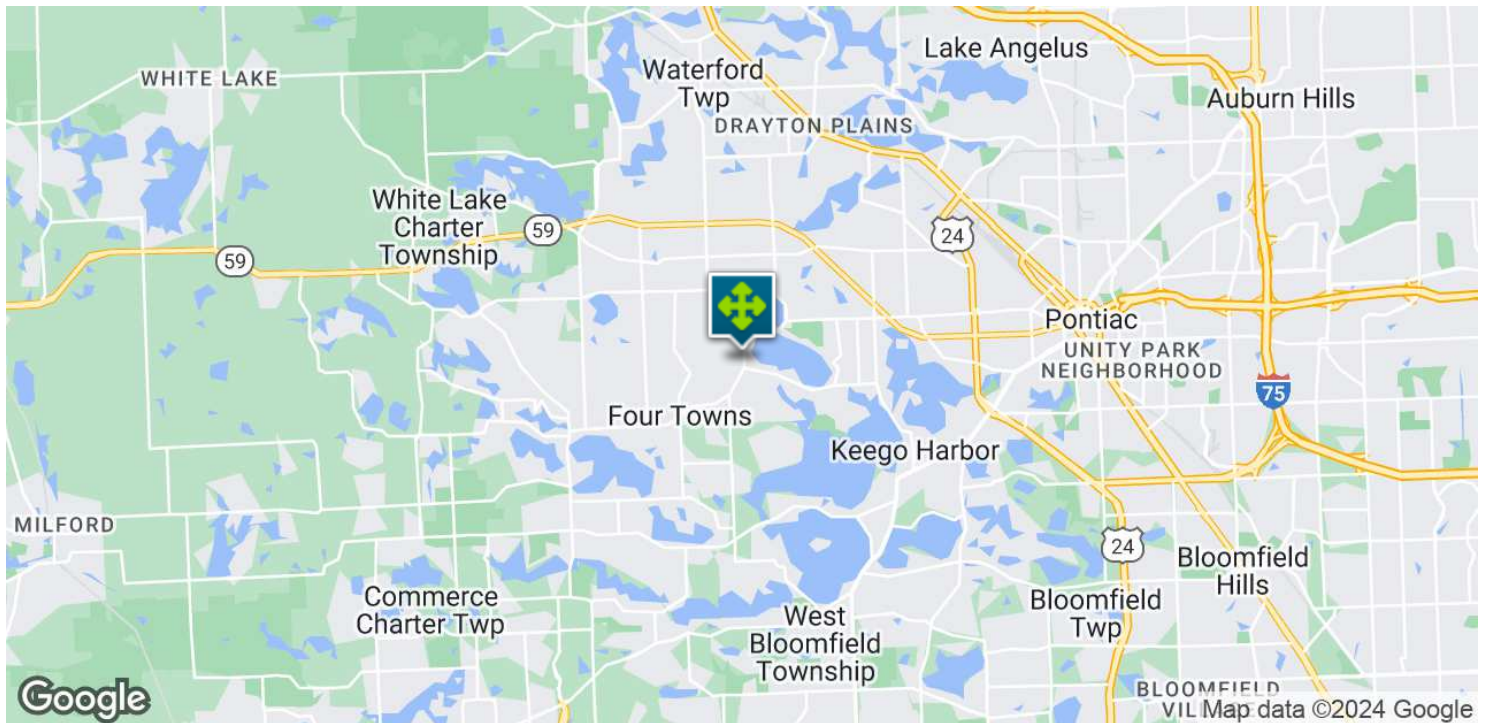 Lake Angelus
WHITE LAKE
Waterford
Twp
Auburn Hills
DRAYTON PLAINS
White Lake
Charter
Township
59
59
24
Pontiac
UNITY PARK
NEIGHBORHOOD
75
Four Towns
Keego Harbor
MILFORD
24
Bloomfield
Hills
Commerce
Charter Twp
Bloomfield
Twp
West
Bloomfield
Township
BLOOMFIELD
Google
Map data ©2024 Google